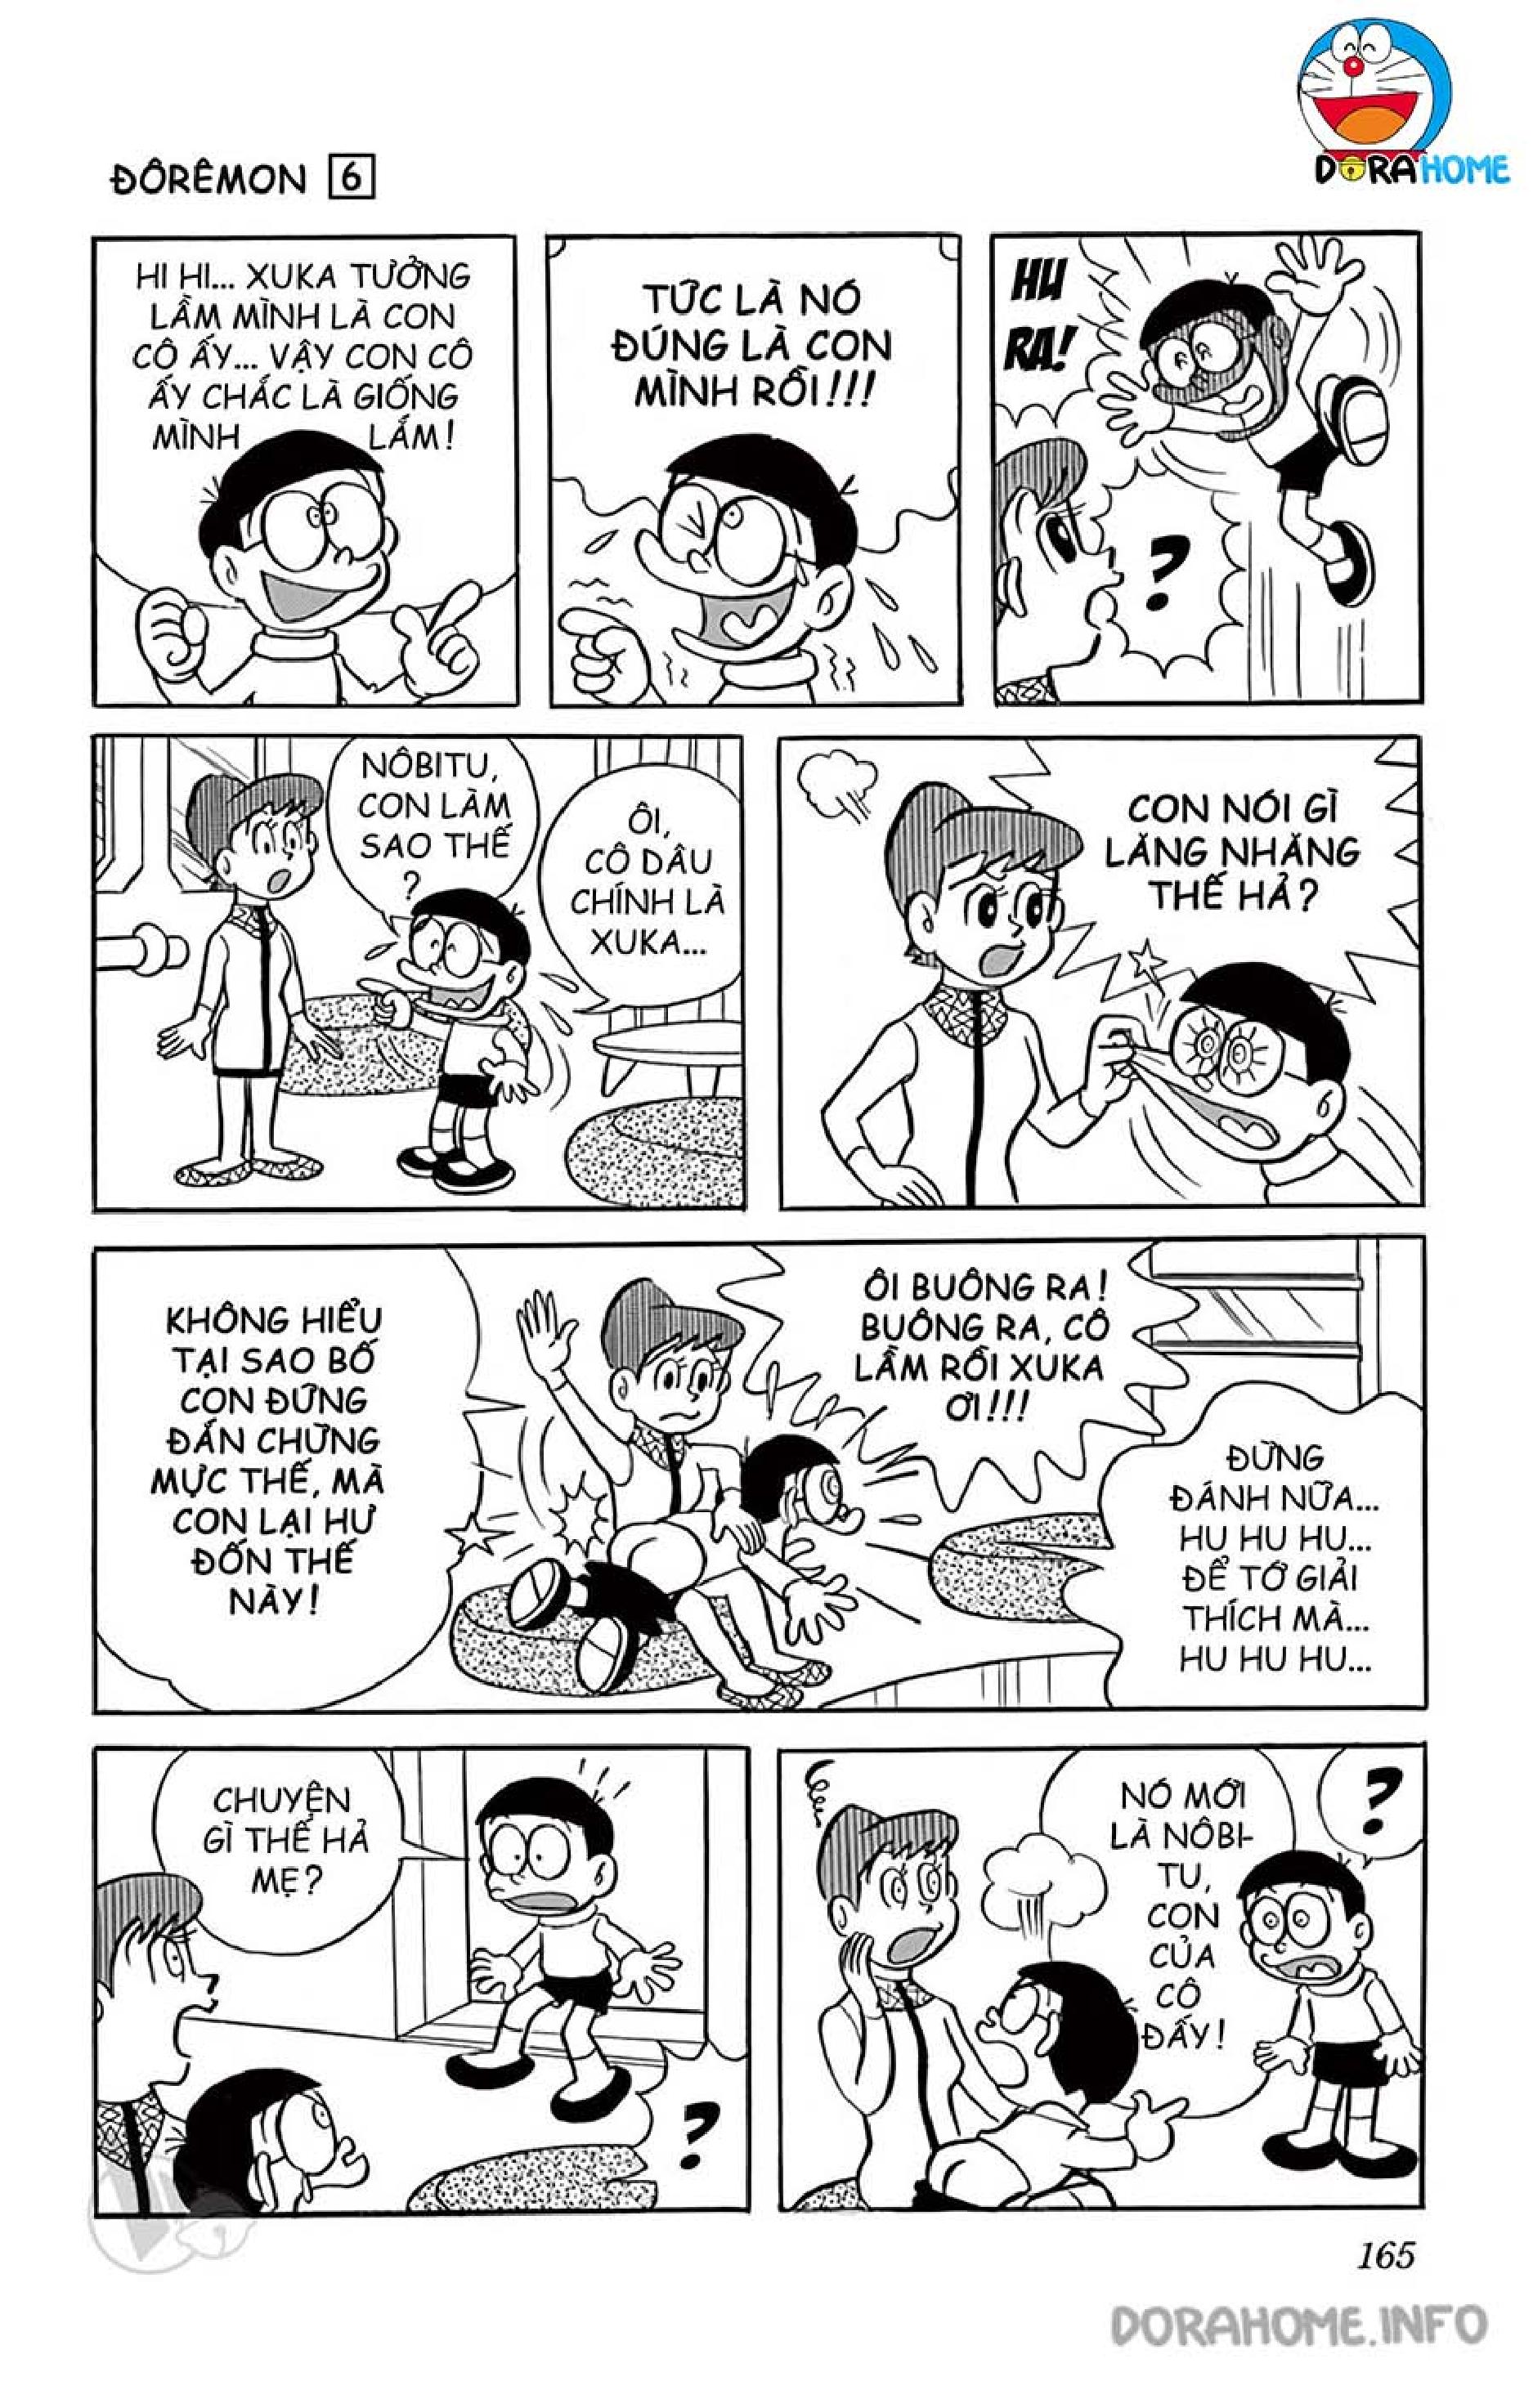 DORAHOME
ĐÔRÊMON 6
HI HI... XUKA TƯỞNG
LẦM MÌNH LÀ CON
CÔ ẤY... VẬY CON CÔ
ẤY CHẮC LÀ GIỐNG
MÌNH LẮM!
TỨC LÀ NÓ
ĐÚNG LÀ CON
MÌNH RỒI!!!
HU
RA!
?
NÔBITU,
CON LÀM
SAO THẾ
?
ÔI,
CÔ DÂU
CHÍNH LÀ
XUKA...
CON NÓI GÌ
LĂNG NHĂNG
THẾ HẢ?
KHÔNG HIỂU
TẠI SAO BỐ
CON ĐỨNG
ĐẮN CHỪNG
MỰC THẾ, MÀ
CON LẠI HƯ
ĐỐN THẾ
NÀY!
ÔI BUÔNG RA!
BUÔNG RA, CÔ
LẦM RỒI XUKA
ƠI!!!
ĐỪNG
ĐÁNH NỮA...
HU HU HU...
ĐỂ TỚ GIẢI
THÍCH MÀ...
HU HU HU...
CHUYỆN
GÌ THẾ HẢ
MẸ?
?
NÓ MỚI
LÀ NÔBI-
TU,
CON
CỦA
CÔ
ĐẤY!
?
165
DORAHOME.INFO